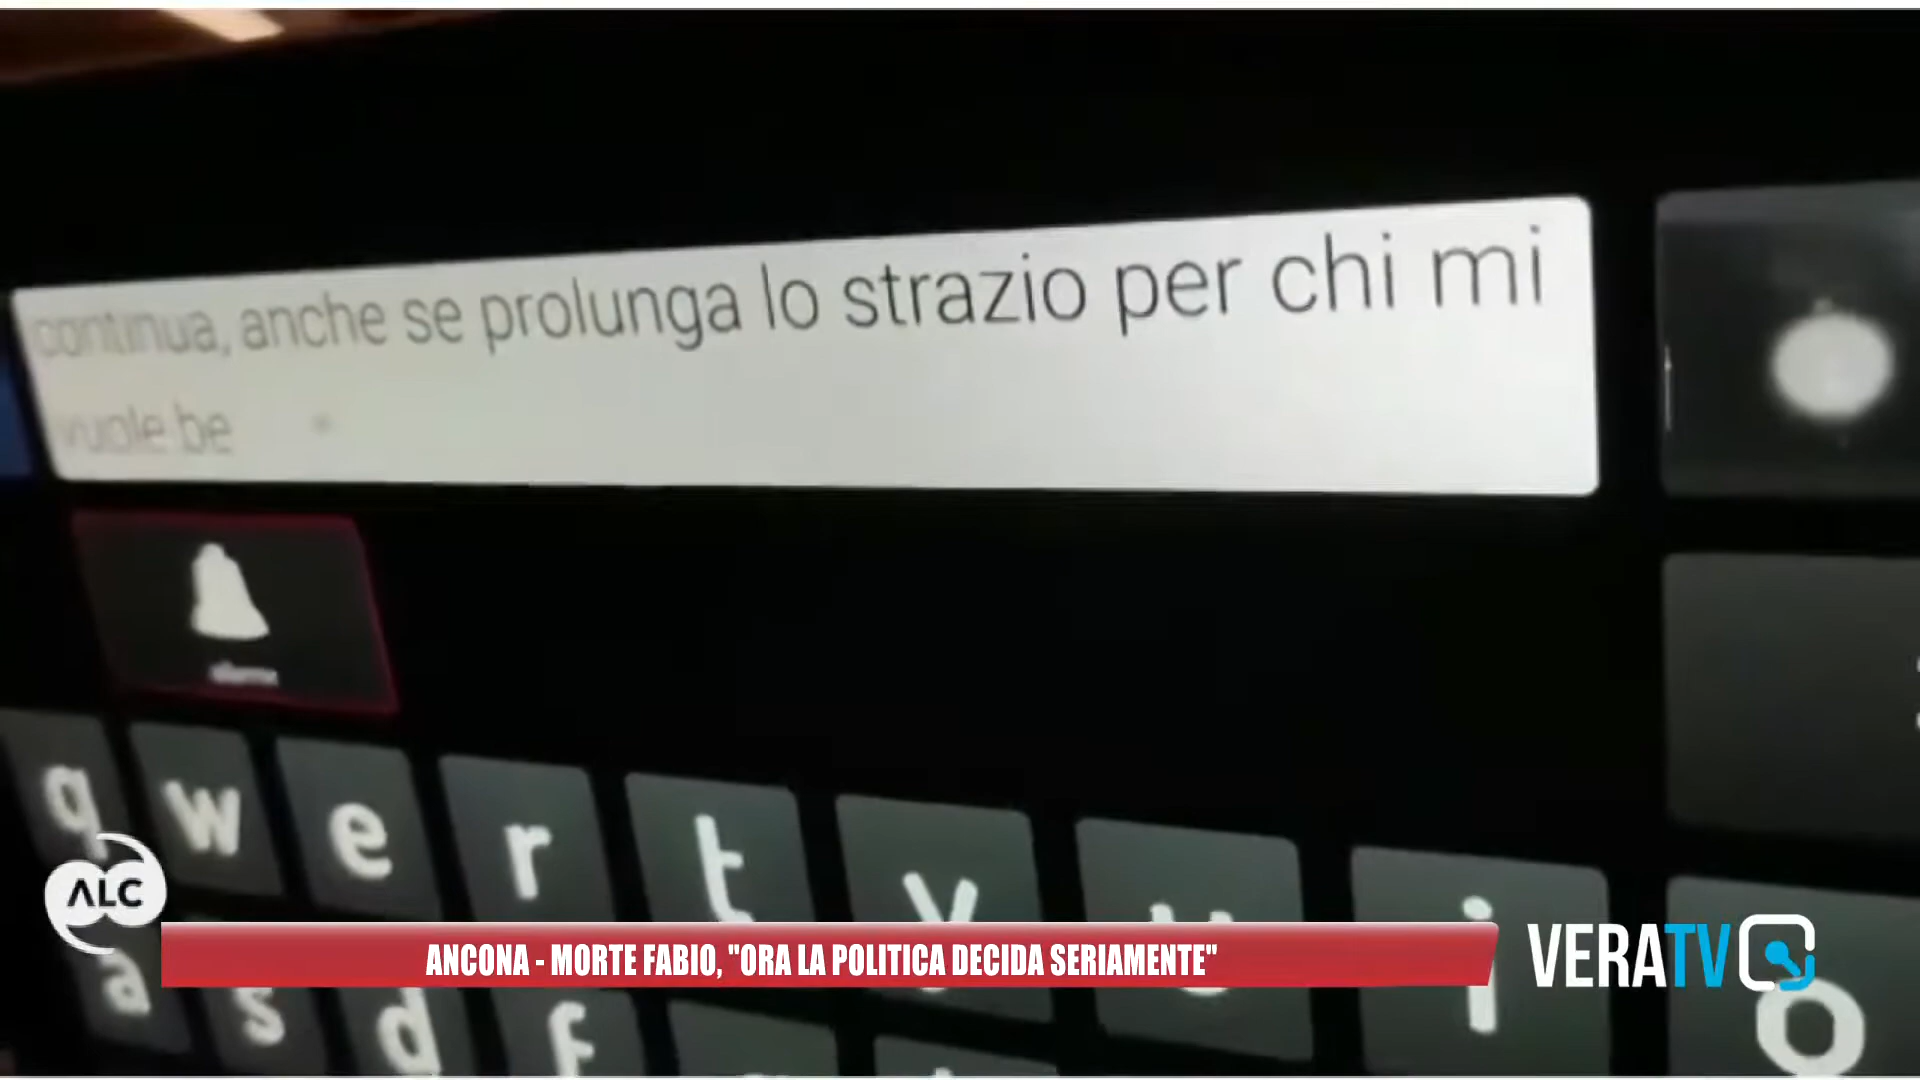 continua, anche se prolunga lo strazio per chi mi
vuole be
q w e r t y u i o
a s d f
ALC
ANCONA - MORTE FABIO, "ORA LA POLITICA DECIDA SERIAMENTE"
VERATV